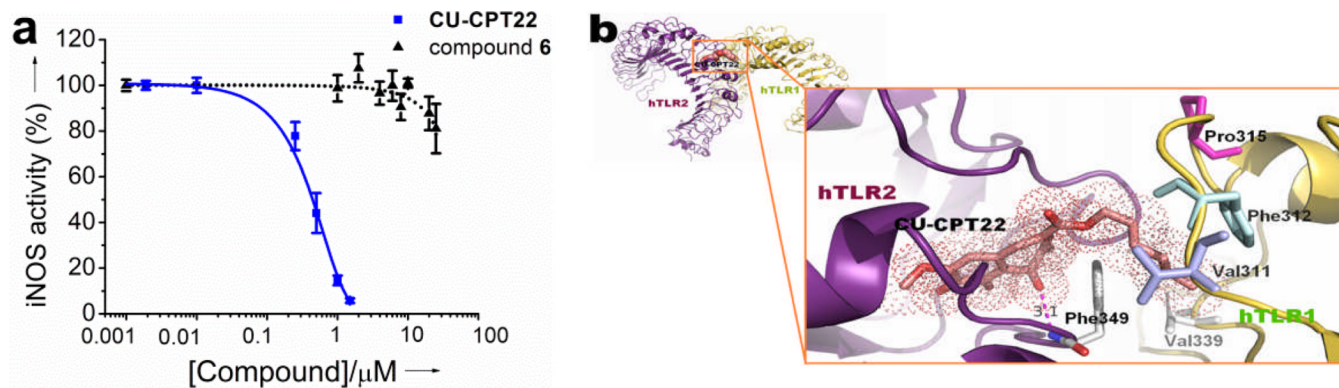 a
CU-CPT22
compound 6
iNOS activity (%)
120
100
80
60
40
20
0
0.001 0.01 0.1 1 10 100
[Compound]/μM
b
CU-CPT22
hTLR2
hTLR1
Pro315
hTLR2
CU-CPT22
Phe312
Val311
3.1
Phe349
hTLR1
Val339